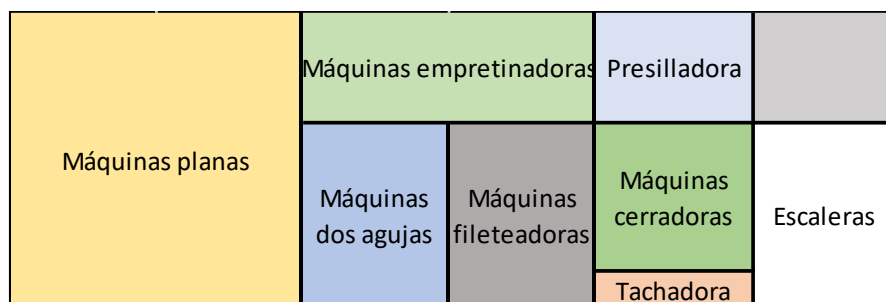 Máquinas planas
Máquinas empretinadoras
Presilladora
Máquinas
dos agujas
Máquinas
fileteadoras
Máquinas
cerradoras
Escaleras
Tachadora